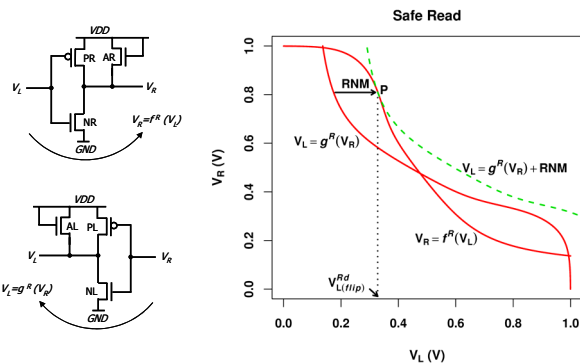 VDD
PR
AR
V_L
V_R
NR
V_R=f^R(V_L)
GND
VDD
AL
PL
V_L
V_R
NL
V_L=g^R(V_R)
GND
Safe Read
V_R (V)
1.0
0.8
0.6
0.4
0.2
0.0
RNM
P
V_L = g^R(V_R)
V_L = g^R(V_R) + RNM
V_R = f^R(V_L)
V^Rd_L(flip)
0.0 0.2 0.4 0.6 0.8 1.0
V_L (V)